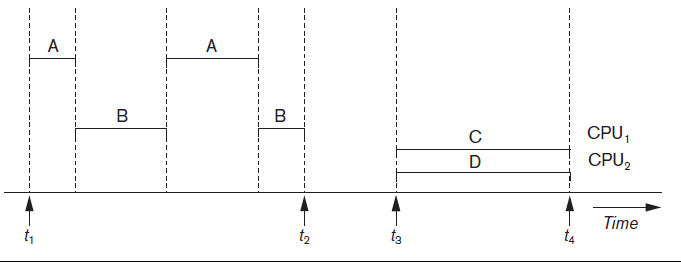 A A
B B
C CPU₁
D CPU₂
Time
t₁ t₂ t₃ t₄